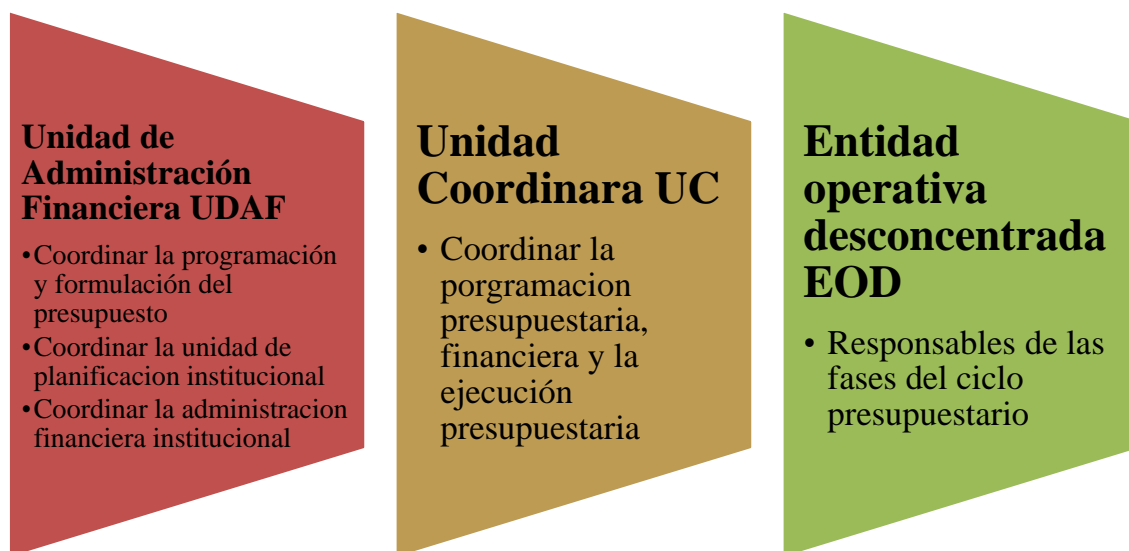 Unidad de
Administración
Financiera UDAF
•Coordinar la programación
y formulación del
presupuesto
•Coordinar la unidad de
planificacion institucional
•Coordinar la administracion
financiera institucional
Unidad
Coordinara UC
• Coordinar la
porgramacion
presupuestaria,
financiera y la
ejecución
presupuestaria
Entidad
operativa
desconcentrada
EOD
• Responsables de las
fases del ciclo
presupuestario